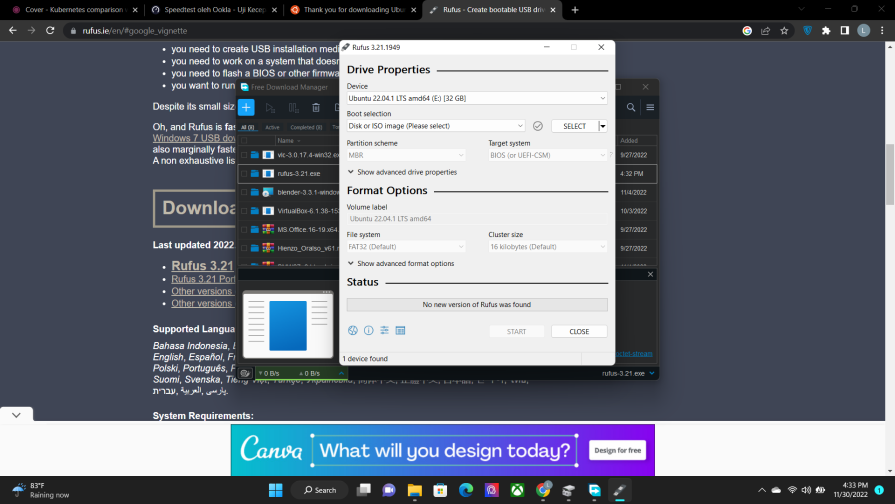 Cover - Kubernetes comparison
Speedtest oleh Ookla - Uji Kecep
Thank you for downloading Ubu
Rufus - Create bootable USB driv
rufus.ie/en/#google_vignette
L
you need to create USB installation med
you need to work on a system that doesn
you need to flash a BIOS or other firmwa
you want to run
Despite its small siz
Oh, and Rufus is fas
Windows 7 USB dow
also marginally faste
A non exhaustive lis
Downloa
Last updated 2022
Rufus 3.21
Rufus 3.21 Port
Other versions
Other versions
Supported Langua
Bahasa Indonesia, B
English, Español, Fr
Polski, Português, P
Suomi, Svenska, Tiếng Việt, Türkçe, Українська,
System Requirements:
Free Download Manager
All (8) Active Completed (8)
Name Added
vlc-3.0.17.4-win32.ex 9/27/2022
rufus-3.21.exe 4:32 PM
blender-3.3.1-window 11/4/2022
VirtualBox-6.1.38-15 10/3/2022
MS.Office.16-19.x64. 9/27/2022
Hienzo_Oraiso_v61.r 9/27/2022
0 B/s 0 B/s
rufus-3.21.exe
Rufus 3.21.1949
Drive Properties
Device
Ubuntu 22.04.1 LTS amd64 (E:) [32 GB]
Boot selection
Disk or ISO image (Please select) SELECT
Partition scheme Target system
MBR BIOS (or UEFI-CSM) ?
Show advanced drive properties
Format Options
Volume label
Ubuntu 22.04.1 LTS amd64
File system Cluster size
FAT32 (Default) 16 kilobytes (Default)
Show advanced format options
Status
No new version of Rufus was found
START CLOSE
1 device found
Canva What will you design today? Design for free
83°F
Raining now
Search
4:33 PM
11/30/2022
1